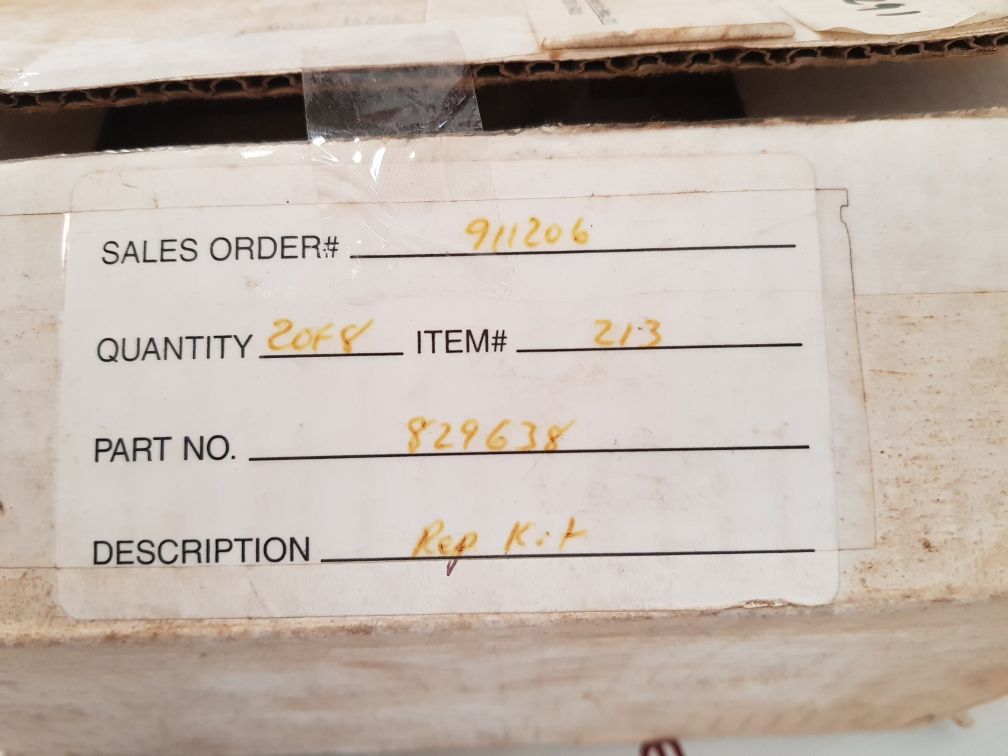 SALES ORDER# 911206
QUANTITY 2of8 ITEM# 213
PART NO. 829638
DESCRIPTION Rep Kit